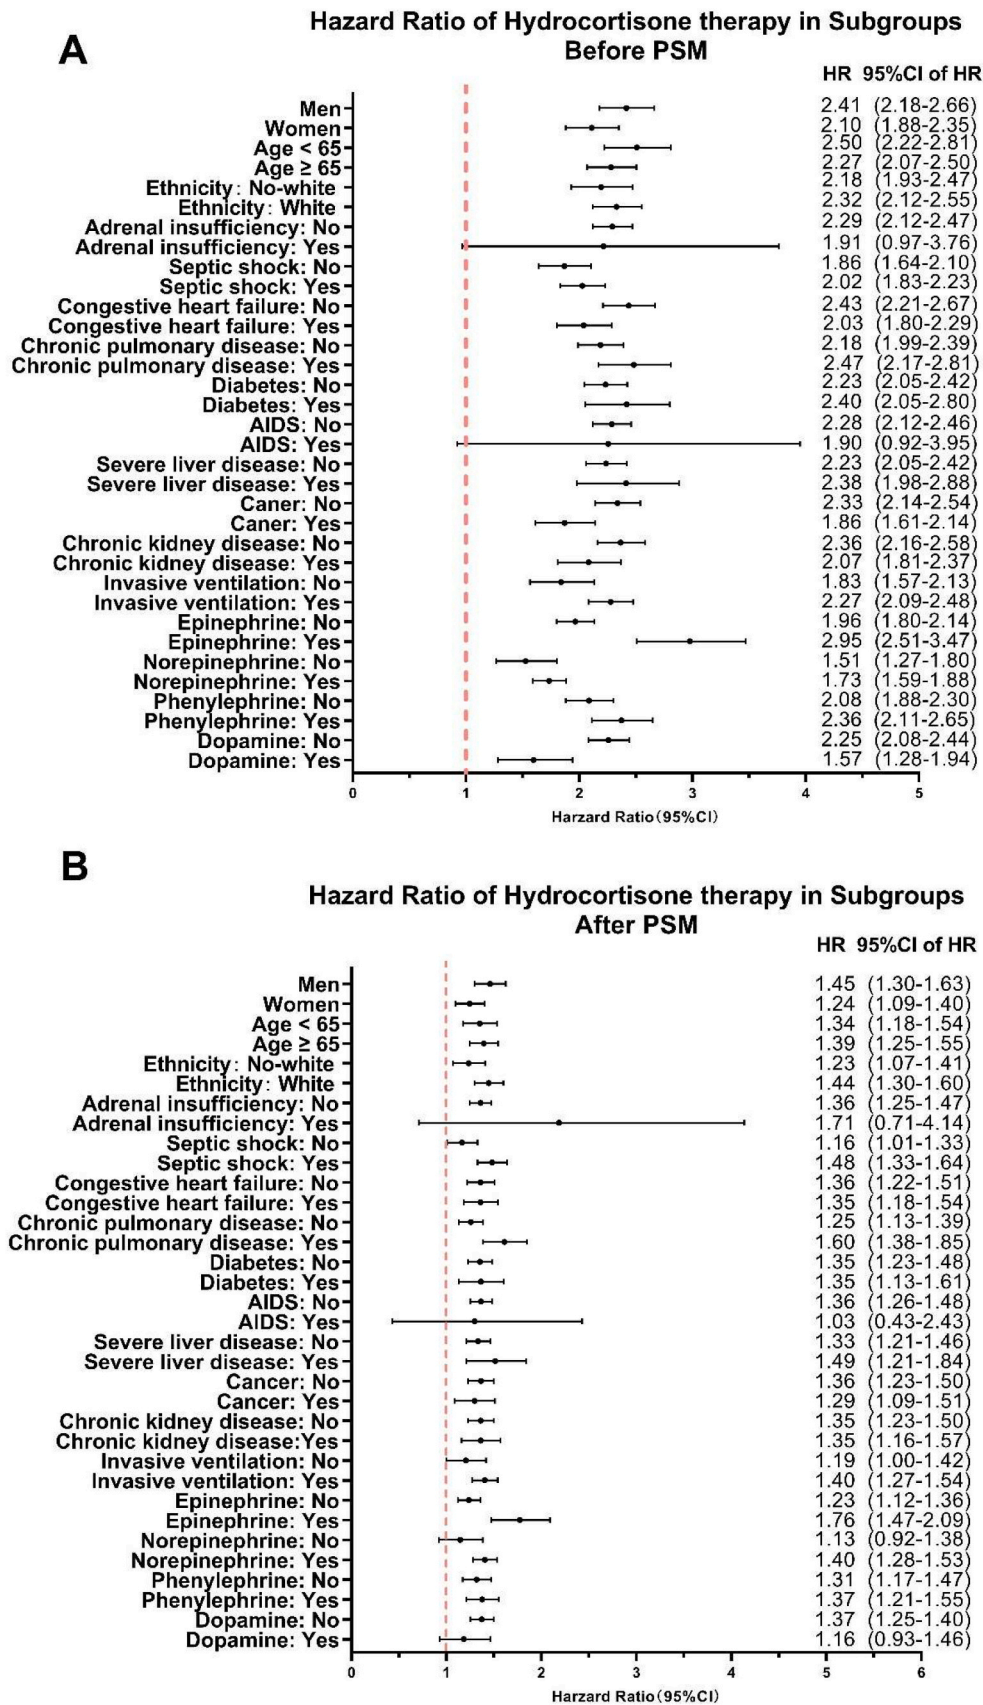 A
Hazard Ratio of Hydrocortisone therapy in Subgroups
Before PSM
HR 95%CI of HR
Men 2.41 (2.18-2.66)
Women 2.10 (1.88-2.35)
Age < 65 2.50 (2.22-2.81)
Age ≥ 65 2.27 (2.07-2.50)
Ethnicity: No-white 2.18 (1.93-2.47)
Ethnicity: White 2.32 (2.12-2.55)
Adrenal insufficiency: No 2.29 (2.12-2.47)
Adrenal insufficiency: Yes 1.91 (0.97-3.76)
Septic shock: No 1.86 (1.64-2.10)
Septic shock: Yes 2.02 (1.83-2.23)
Congestive heart failure: No 2.43 (2.21-2.67)
Congestive heart failure: Yes 2.03 (1.80-2.29)
Chronic pulmonary disease: No 2.18 (1.99-2.39)
Chronic pulmonary disease: Yes 2.47 (2.17-2.81)
Diabetes: No 2.23 (2.05-2.42)
Diabetes: Yes 2.40 (2.05-2.80)
AIDS: No 2.28 (2.12-2.46)
AIDS: Yes 1.90 (0.92-3.95)
Severe liver disease: No 2.23 (2.05-2.42)
Severe liver disease: Yes 2.38 (1.98-2.88)
Caner: No 2.33 (2.14-2.54)
Caner: Yes 1.86 (1.61-2.14)
Chronic kidney disease: No 2.36 (2.16-2.58)
Chronic kidney disease: Yes 2.07 (1.81-2.37)
Invasive ventilation: No 1.83 (1.57-2.13)
Invasive ventilation: Yes 2.27 (2.09-2.48)
Epinephrine: No 1.96 (1.80-2.14)
Epinephrine: Yes 2.95 (2.51-3.47)
Norepinephrine: No 1.51 (1.27-1.80)
Norepinephrine: Yes 1.73 (1.59-1.88)
Phenylephrine: No 2.08 (1.88-2.30)
Phenylephrine: Yes 2.36 (2.11-2.65)
Dopamine: No 2.25 (2.08-2.44)
Dopamine: Yes 1.57 (1.28-1.94)
0 1 2 3 4 5
Harzard Ratio(95%CI)
B
Hazard Ratio of Hydrocortisone therapy in Subgroups
After PSM
HR 95%CI of HR
Men 1.45 (1.30-1.63)
Women 1.24 (1.09-1.40)
Age < 65 1.34 (1.18-1.54)
Age ≥ 65 1.39 (1.25-1.55)
Ethnicity: No-white 1.23 (1.07-1.41)
Ethnicity: White 1.44 (1.30-1.60)
Adrenal insufficiency: No 1.36 (1.25-1.47)
Adrenal insufficiency: Yes 1.71 (0.71-4.14)
Septic shock: No 1.16 (1.01-1.33)
Septic shock: Yes 1.48 (1.33-1.64)
Congestive heart failure: No 1.36 (1.22-1.51)
Congestive heart failure: Yes 1.35 (1.18-1.54)
Chronic pulmonary disease: No 1.25 (1.13-1.39)
Chronic pulmonary disease: Yes 1.60 (1.38-1.85)
Diabetes: No 1.35 (1.23-1.48)
Diabetes: Yes 1.35 (1.13-1.61)
AIDS: No 1.36 (1.26-1.48)
AIDS: Yes 1.03 (0.43-2.43)
Severe liver disease: No 1.33 (1.21-1.46)
Severe liver disease: Yes 1.49 (1.21-1.84)
Cancer: No 1.36 (1.23-1.50)
Cancer: Yes 1.29 (1.09-1.51)
Chronic kidney disease: No 1.35 (1.23-1.50)
Chronic kidney disease:Yes 1.35 (1.16-1.57)
Invasive ventilation: No 1.19 (1.00-1.42)
Invasive ventilation: Yes 1.40 (1.27-1.54)
Epinephrine: No 1.23 (1.12-1.36)
Epinephrine: Yes 1.76 (1.47-2.09)
Norepinephrine: No 1.13 (0.92-1.38)
Norepinephrine: Yes 1.40 (1.28-1.53)
Phenylephrine: No 1.31 (1.17-1.47)
Phenylephrine: Yes 1.37 (1.21-1.55)
Dopamine: No 1.37 (1.25-1.40)
Dopamine: Yes 1.16 (0.93-1.46)
0 1 2 3 4 5 6
Harzard Ratio(95%CI)